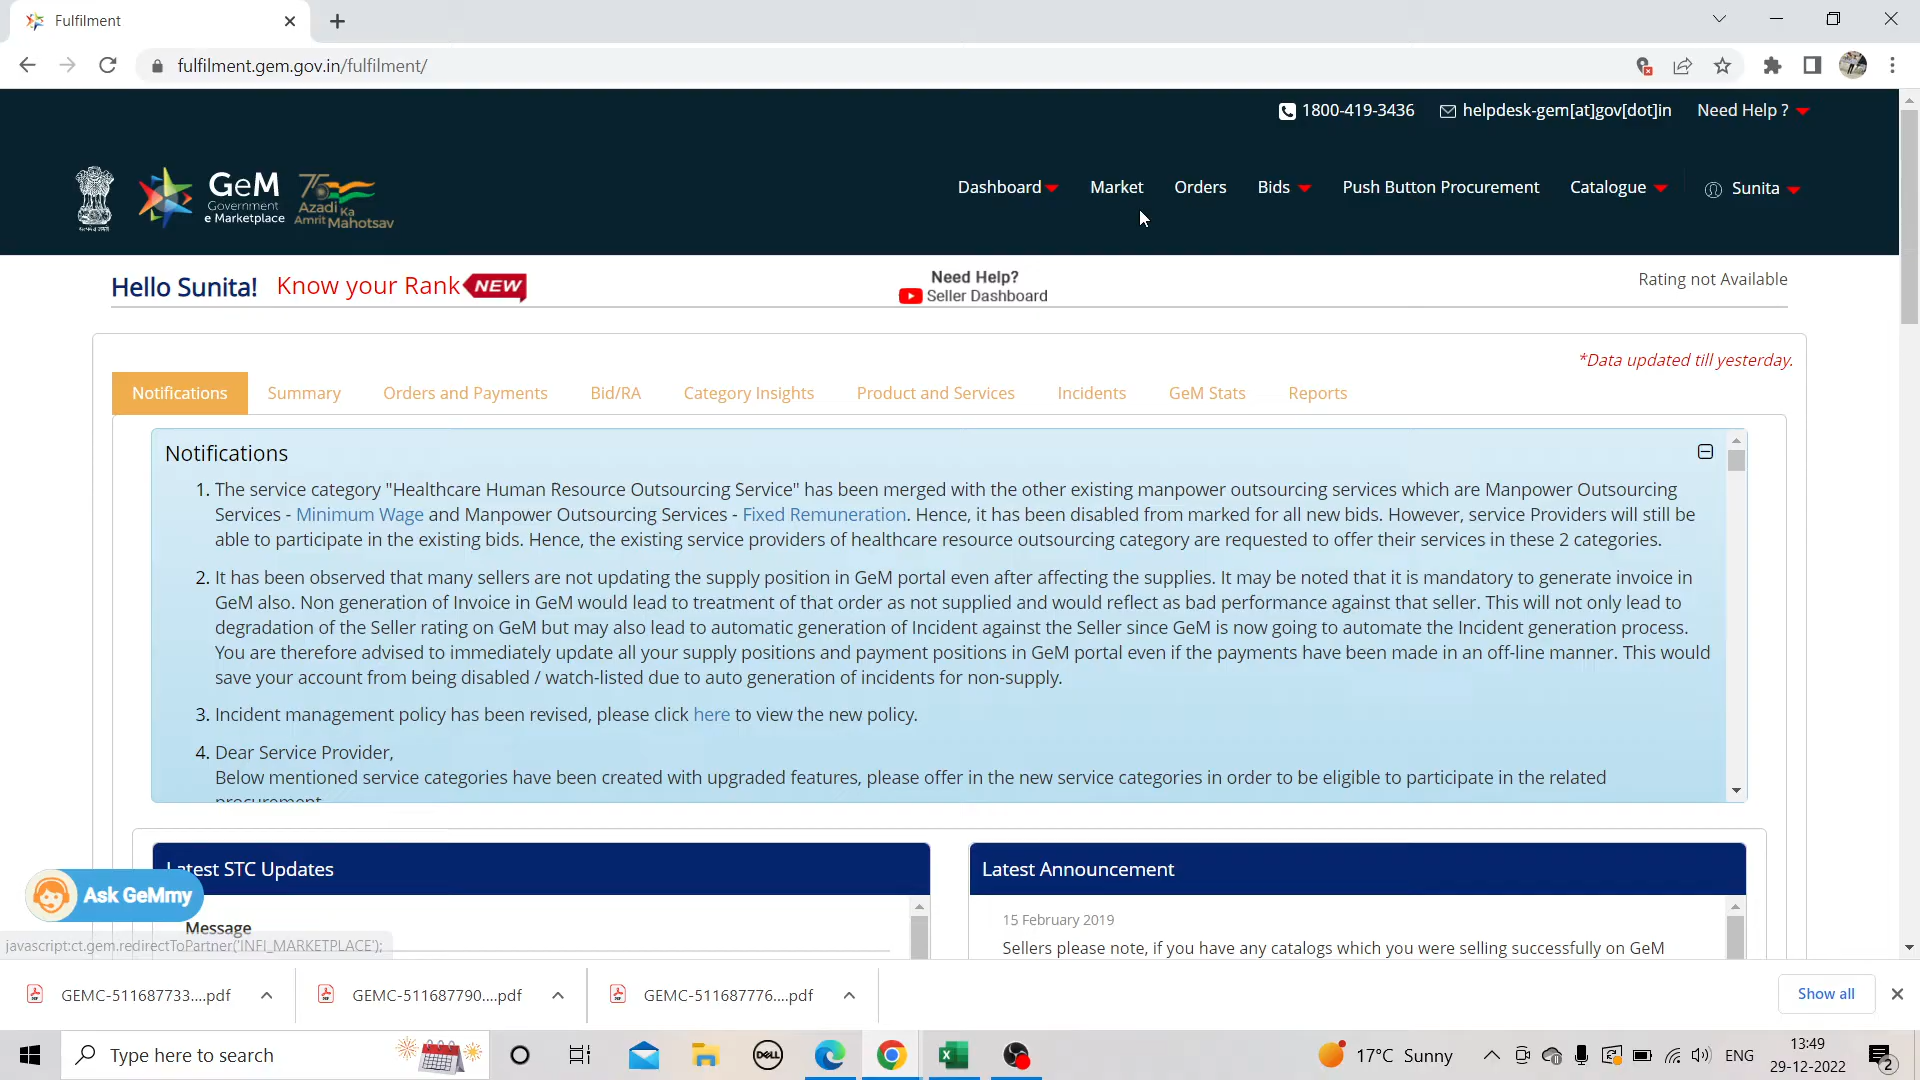 Fulfilment
fulfilment.gem.gov.in/fulfilment/
1800-419-3436 helpdesk-gem[at]gov[dot]in Need Help ?
GeM
Government
e Marketplace
75
Azadi Ka
Amrit Mahotsav
Dashboard Market Orders Bids Push Button Procurement Catalogue Sunita
Hello Sunita! Know your Rank NEW
Need Help?
Seller Dashboard
Rating not Available
*Data updated till yesterday.
Notifications Summary Orders and Payments Bid/RA Category Insights Product and Services Incidents GeM Stats Reports
Notifications
1. The service category "Healthcare Human Resource Outsourcing Service" has been merged with the other existing manpower outsourcing services which are Manpower Outsourcing
Services - Minimum Wage and Manpower Outsourcing Services - Fixed Remuneration. Hence, it has been disabled from marked for all new bids. However, service Providers will still be
able to participate in the existing bids. Hence, the existing service providers of healthcare resource outsourcing category are requested to offer their services in these 2 categories.
2. It has been observed that many sellers are not updating the supply position in GeM portal even after affecting the supplies. It may be noted that it is mandatory to generate invoice in
GeM also. Non generation of Invoice in GeM would lead to treatment of that order as not supplied and would reflect as bad performance against that seller. This will not only lead to
degradation of the Seller rating on GeM but may also lead to automatic generation of Incident against the Seller since GeM is now going to automate the Incident generation process.
You are therefore advised to immediately update all your supply positions and payment positions in GeM portal even if the payments have been made in an off-line manner. This would
save your account from being disabled / watch-listed due to auto generation of incidents for non-supply.
3. Incident management policy has been revised, please click here to view the new policy.
4. Dear Service Provider,
Below mentioned service categories have been created with upgraded features, please offer in the new service categories in order to be eligible to participate in the related
procurement
Latest STC Updates
Message
Latest Announcement
15 February 2019
Sellers please note, if you have any catalogs which you were selling successfully on GeM
Ask GeMmy
javascript:ct.gem.redirectToPartner('INFI_MARKETPLACE');
GEMC-511687733....pdf GEMC-511687790....pdf GEMC-511687776....pdf Show all
Type here to search
DELL
17°C Sunny
ENG
13:49
29-12-2022
2